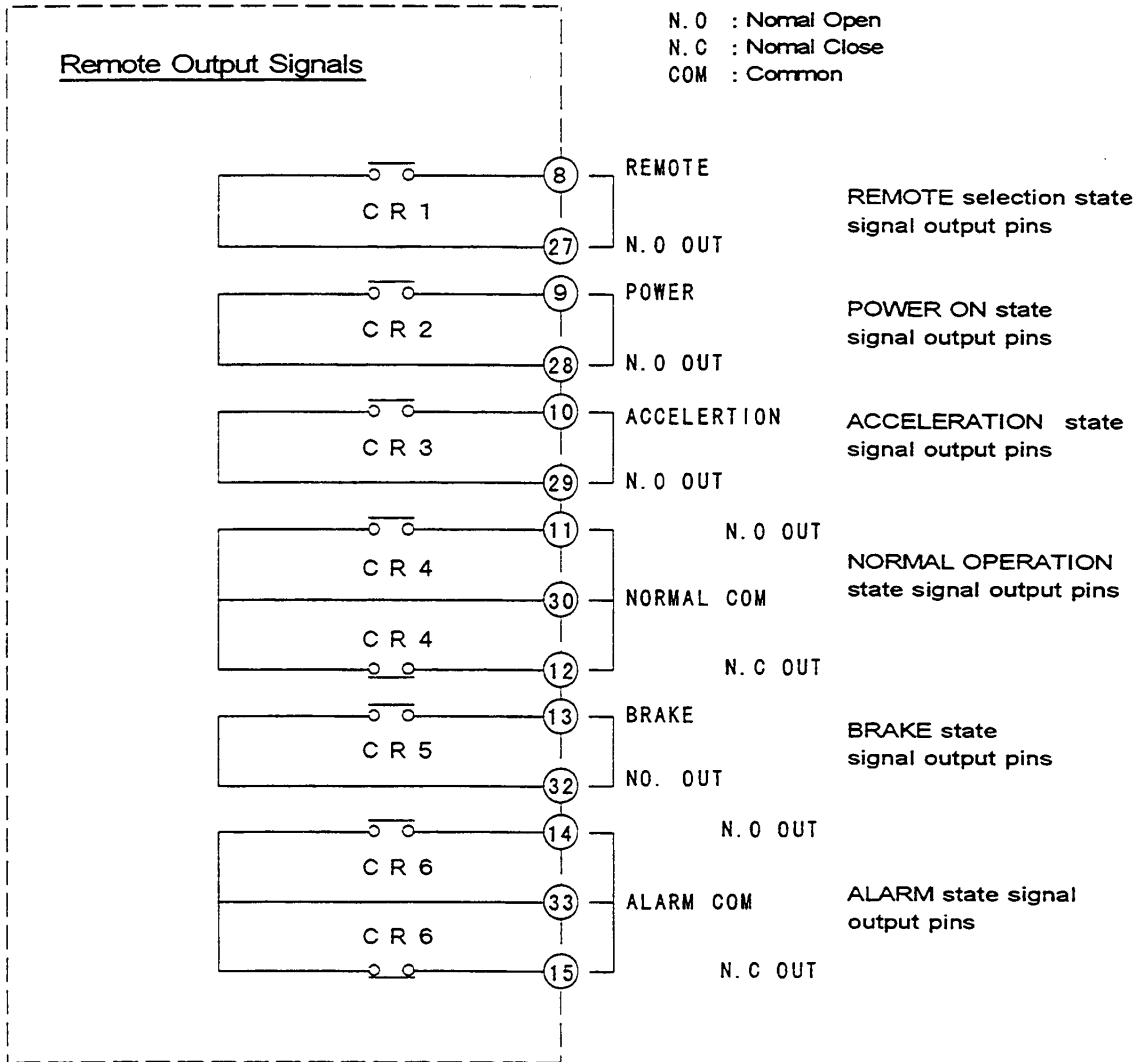 N.O : Normal Open
N.C : Normal Close
COM : Common
Remote Output Signals
8 REMOTE
CR1
27 N.O OUT
REMOTE selection state
signal output pins
9 POWER
CR2
28 N.O OUT
POWER ON state
signal output pins
10 ACCELERTION
CR3
29 N.O OUT
ACCELERATION state
signal output pins
11 N.O OUT
CR4
30 NORMAL COM
CR4
12 N.C OUT
NORMAL OPERATION
state signal output pins
13 BRAKE
CR5
32 NO. OUT
BRAKE state
signal output pins
14 N.O OUT
CR6
33 ALARM COM
CR6
15 N.C OUT
ALARM state signal
output pins